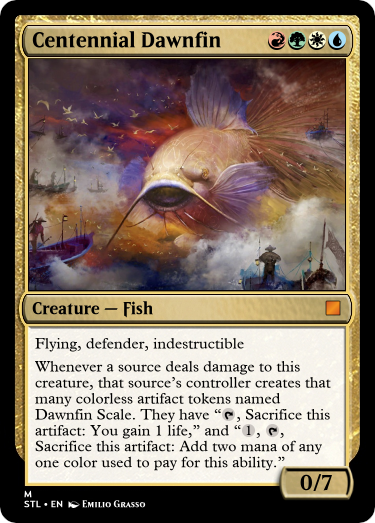 Centennial Dawnfin
Creature — Fish
Flying, defender, indestructible
Whenever a source deals damage to this
creature, that source's controller creates that
many colorless artifact tokens named
Dawnfin Scale. They have “, Sacrifice this
artifact: You gain 1 life,” and “1, ,
Sacrifice this artifact: Add two mana of any
one color used to pay for this ability.”
0/7
M
STL • EN Emilio Grasso